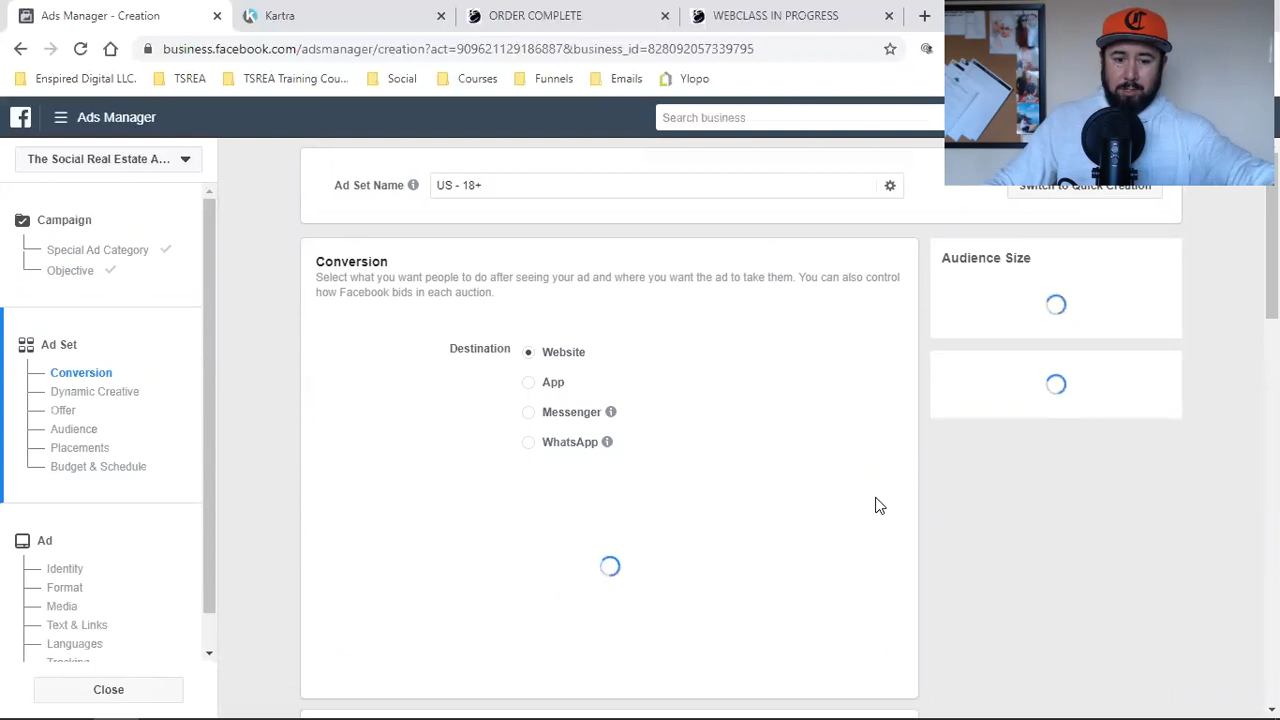 Ads Manager - Creation
Kartra
ORDER COMPLETE
WEBCLASS IN PROGRESS
business.facebook.com/adsmanager/creation?act=909621129185887&business_id=828092057339795
Enspired Digital LLC.
TSREA
TSREA Training Cou...
Social
Courses
Funnels
Emails
Ylopo
Ads Manager
Search business
The Social Real Estate A...
Ad Set Name
US - 18+
Switch to Quick Creation
Campaign
Special Ad Category
Objective
Ad Set
Conversion
Dynamic Creative
Offer
Audience
Placements
Budget & Schedule
Ad
Identity
Format
Media
Text & Links
Languages
Tracking
Close
Conversion
Select what you want people to do after seeing your ad and where you want the ad to take them. You can also control
how Facebook bids in each auction.
Destination
Website
App
Messenger
WhatsApp
Audience Size